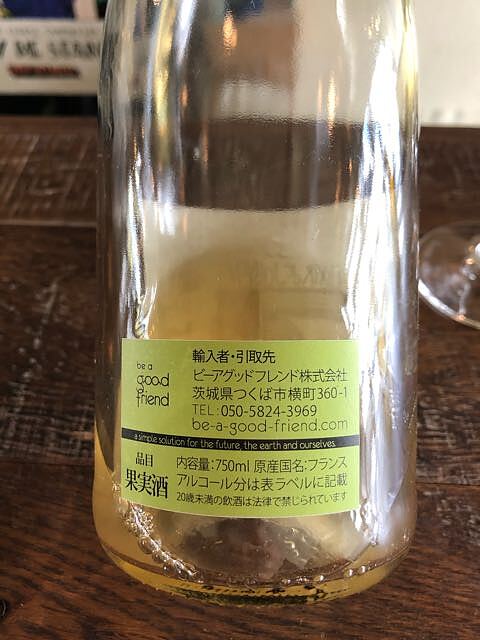 be a
good
friend
輸入者・引取先
ビーアグッドフレンド株式会社
茨城県つくば市横町360-1
TEL:050-5824-3969
be-a-good-friend.com
a simple solution for the future, the earth and ourselves.
品目
果実酒
内容量:750ml 原産国名:フランス
アルコール分は表ラベルに記載
20歳未満の飲酒は法律で禁じられています